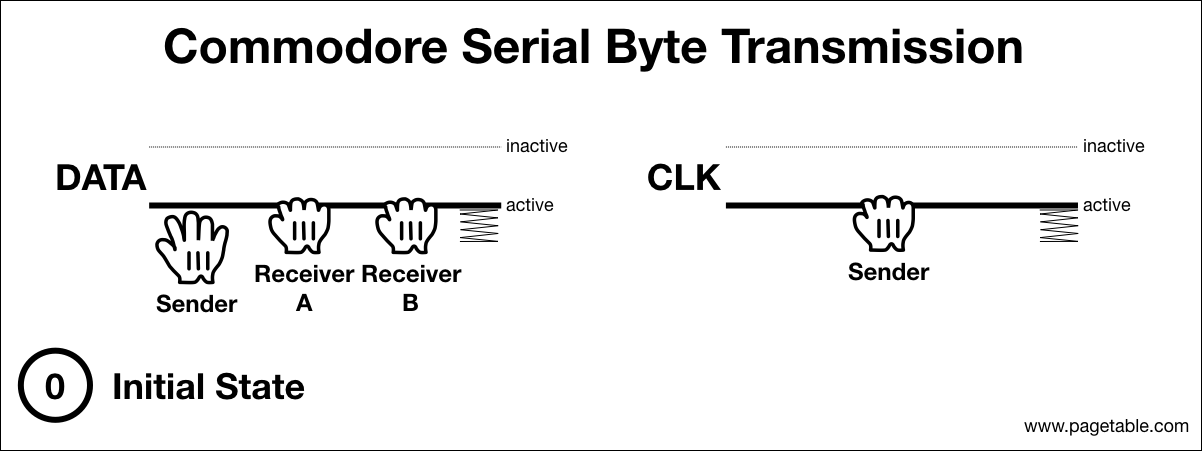 Commodore Serial Byte Transmission
inactive
DATA
active
Sender
Receiver
A
Receiver
B
inactive
CLK
active
Sender
0 Initial State
www.pagetable.com